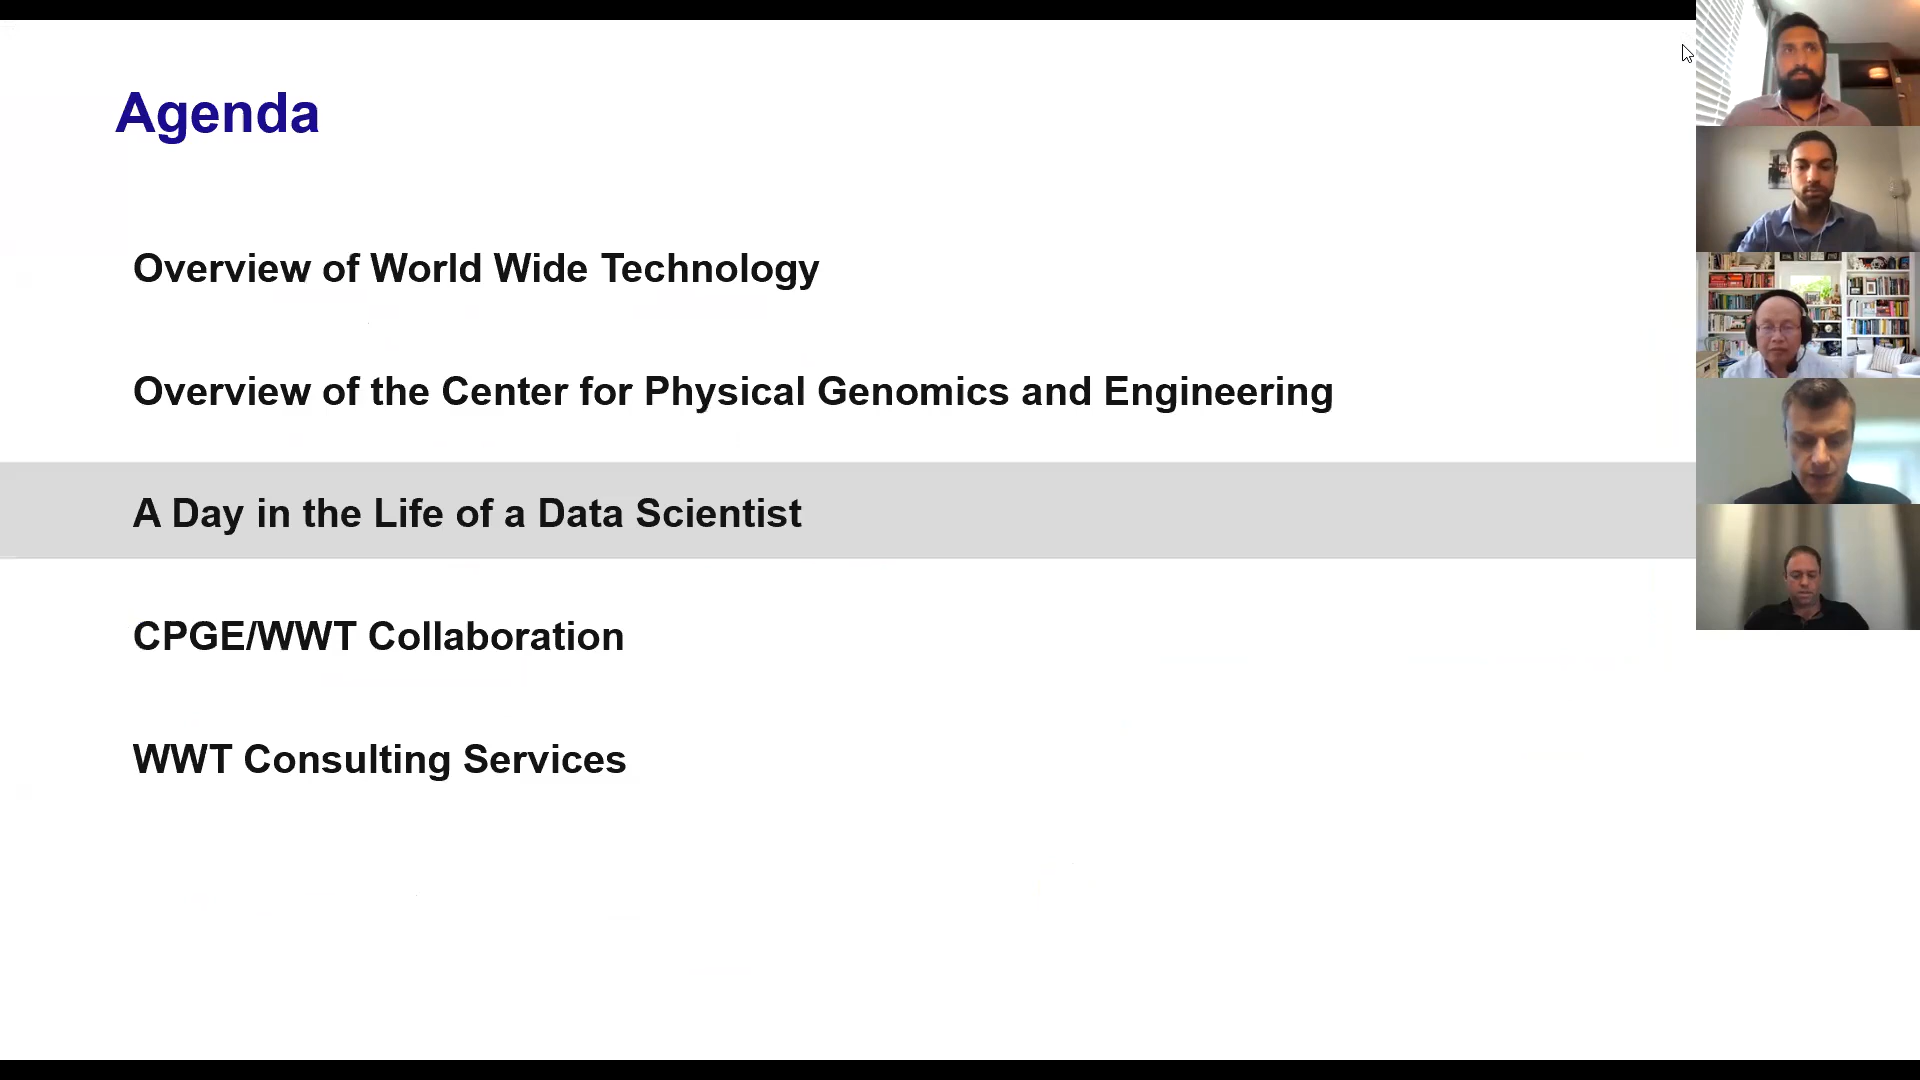 Agenda
Overview of World Wide Technology
Overview of the Center for Physical Genomics and Engineering
A Day in the Life of a Data Scientist
CPGE/WWT Collaboration
WWT Consulting Services